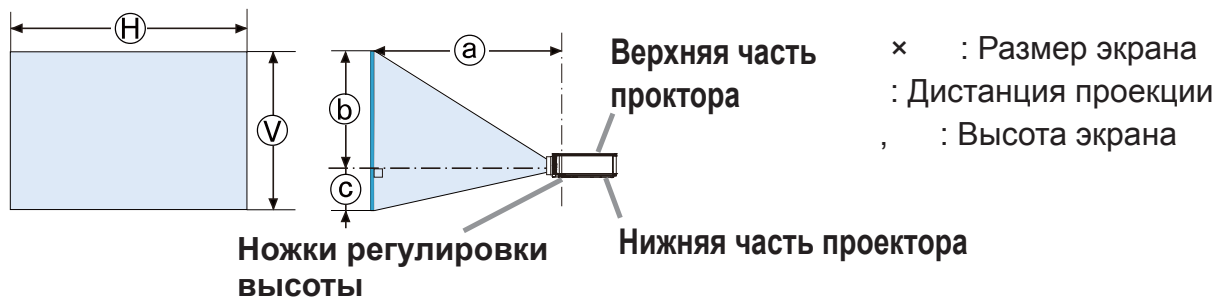 Ⓗ
Ⓥ
ⓐ
ⓑ
ⓒ
Верхняя часть
проктора
× : Размер экрана
: Дистанция проекции
, : Высота экрана
Ножки регулировки
высоты
Нижняя часть проектора